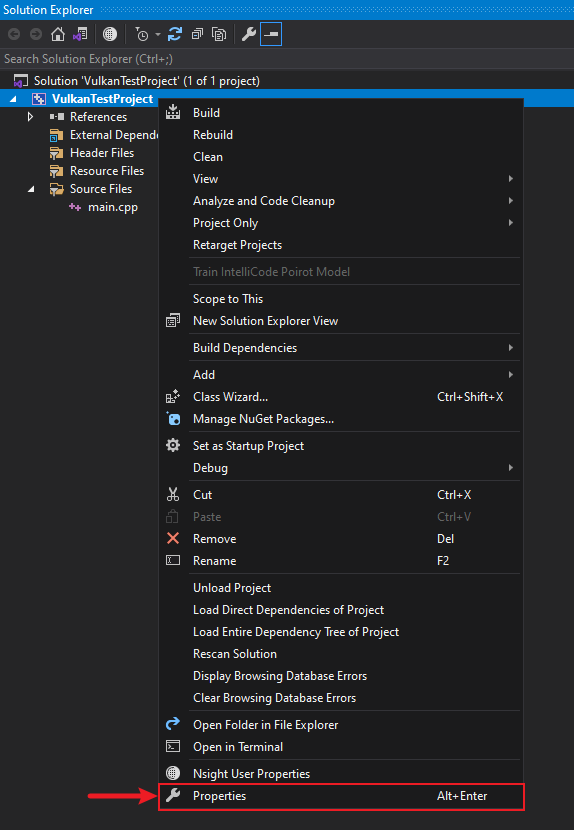 Solution Explorer
Search Solution Explorer (Ctrl+;)
Solution 'VulkanTestProject' (1 of 1 project)
VulkanTestProject
References
External Depende
Header Files
Resource Files
Source Files
main.cpp
Build
Rebuild
Clean
View
Analyze and Code Cleanup
Project Only
Retarget Projects
Train IntelliCode Poirot Model
Scope to This
New Solution Explorer View
Build Dependencies
Add
Class Wizard... Ctrl+Shift+X
Manage NuGet Packages...
Set as Startup Project
Debug
Cut Ctrl+X
Paste Ctrl+V
Remove Del
Rename F2
Unload Project
Load Direct Dependencies of Project
Load Entire Dependency Tree of Project
Rescan Solution
Display Browsing Database Errors
Clear Browsing Database Errors
Open Folder in File Explorer
Open in Terminal
Nsight User Properties
Properties Alt+Enter